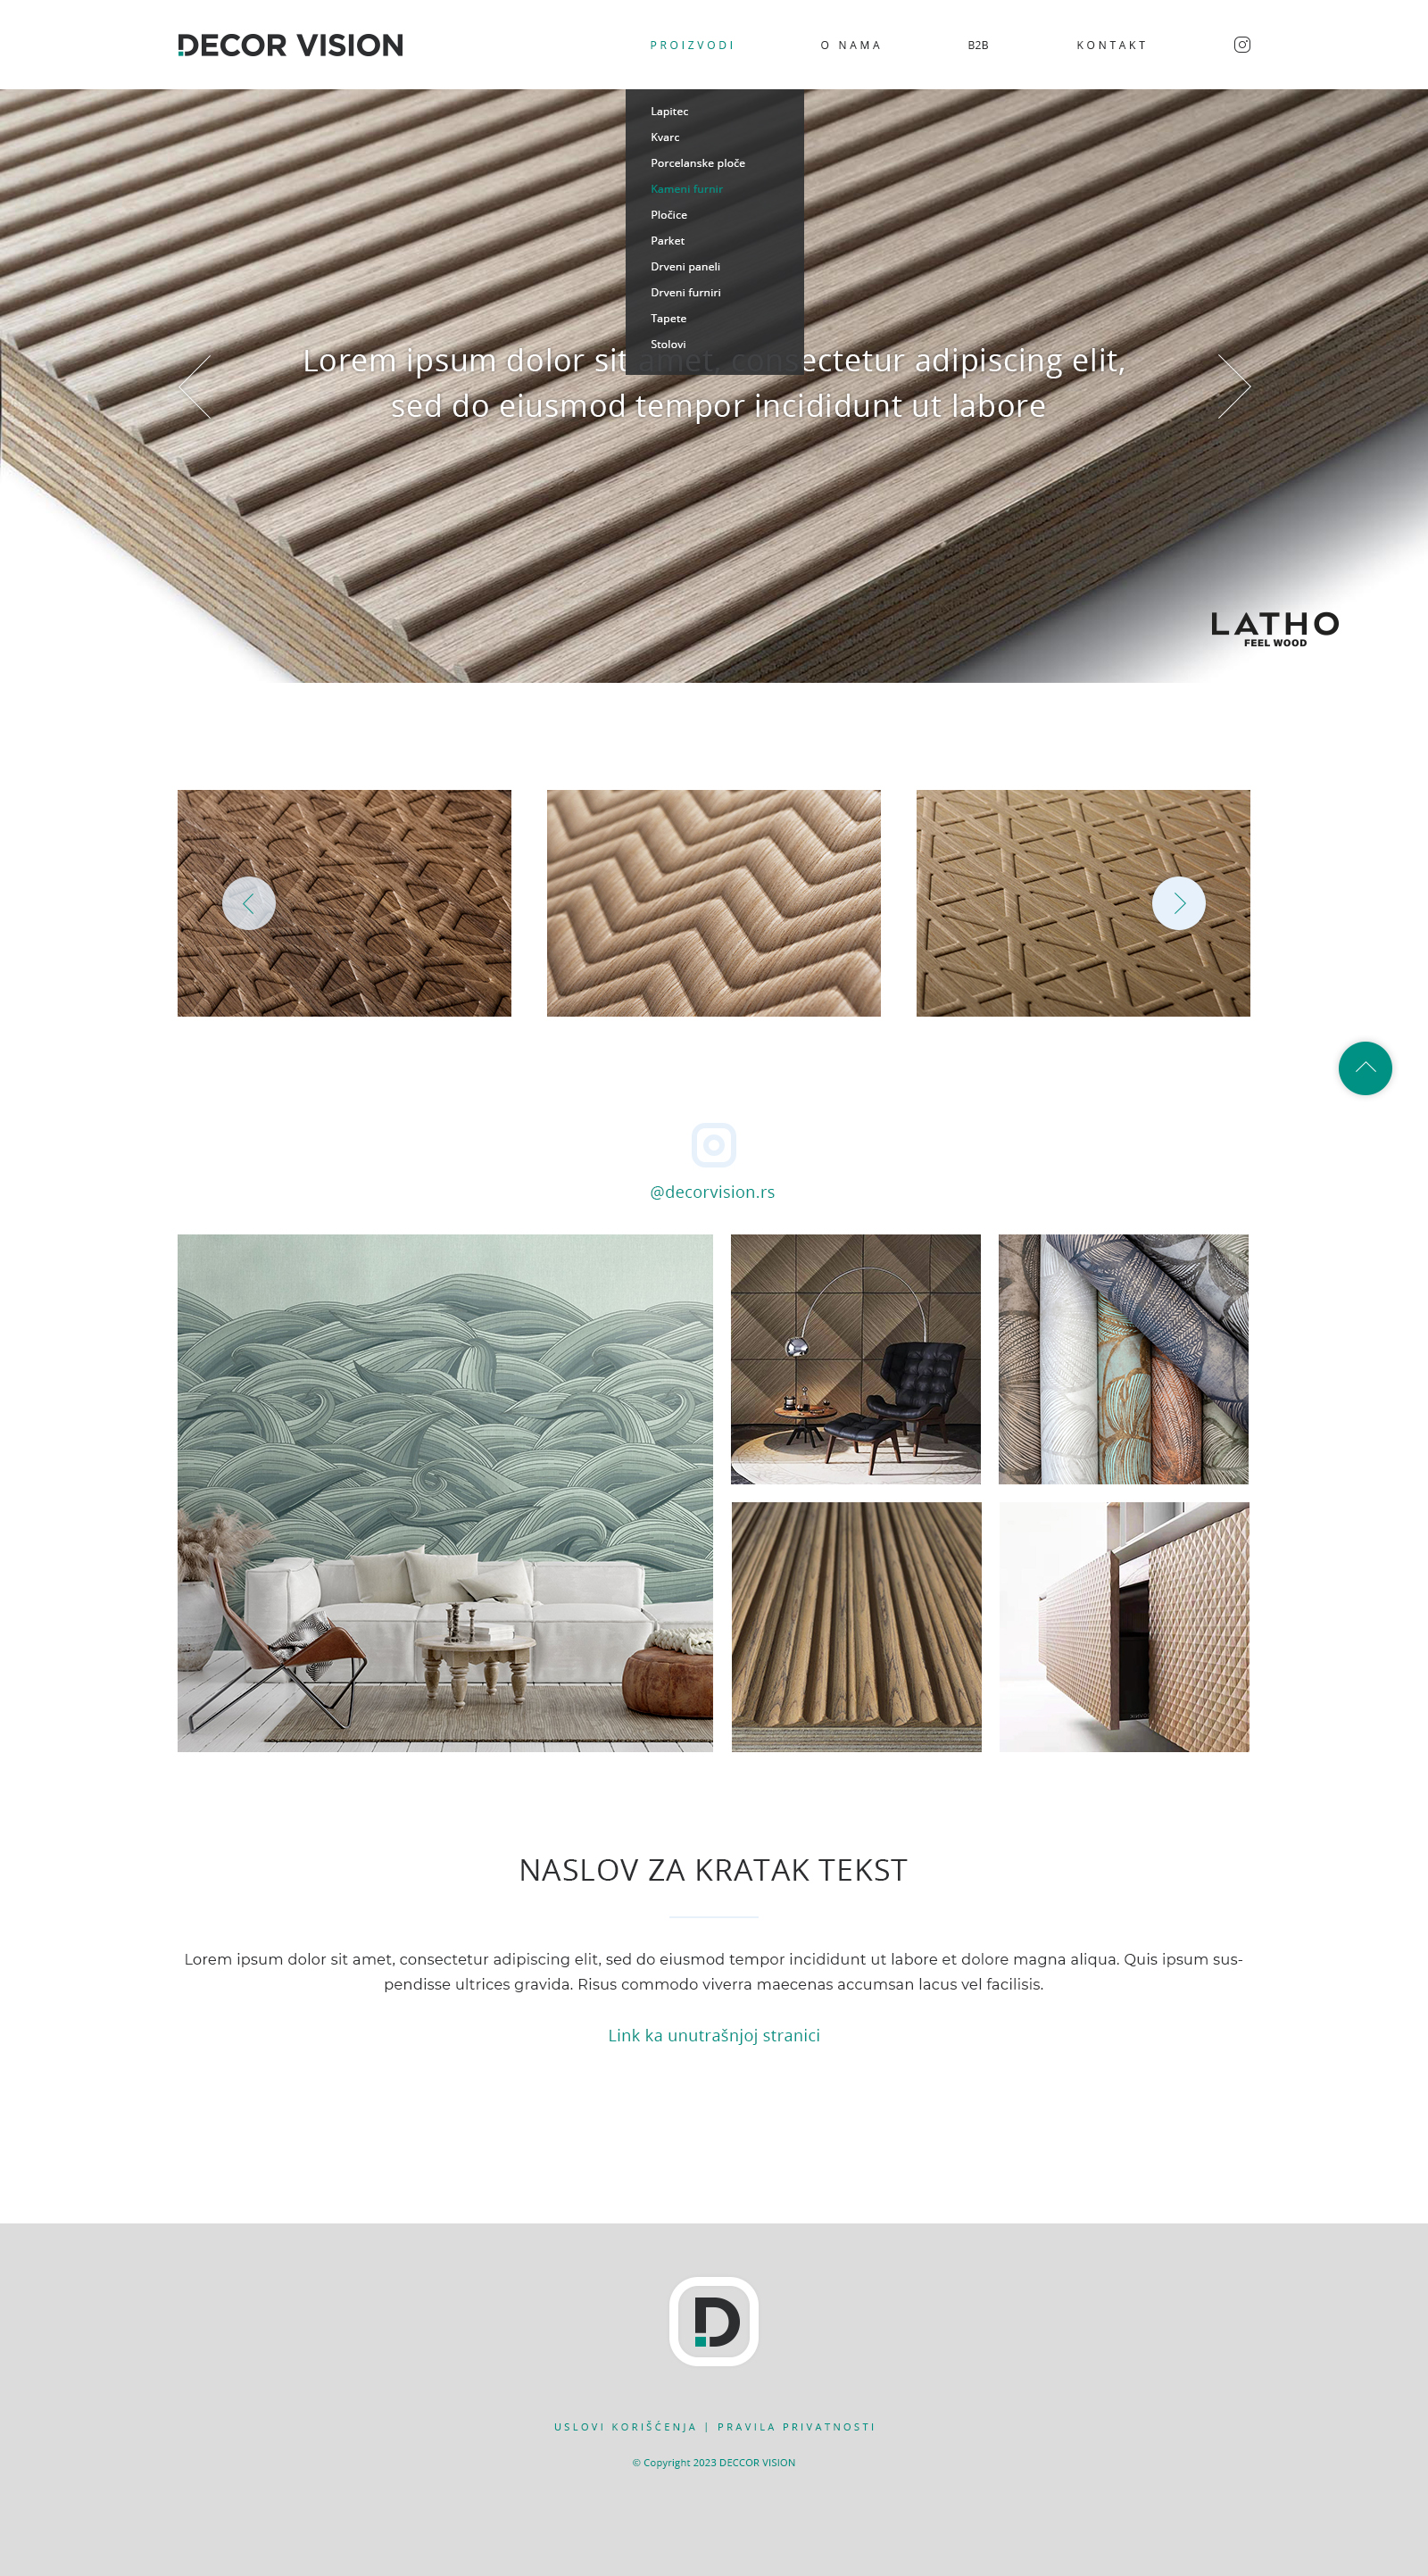 DECOR VISION
PROIZVODI
O NAMA
B2B
KONTAKT
Lapitec
Kvarc
Porcelanske ploče
Kameni furnir
Pločice
Parket
Drveni paneli
Drveni furniri
Tapete
Stolovi
Lorem ipsum dolor sit amet, consectetur adipiscing elit,
sed do eiusmod tempor incididunt ut labore
LATHO
FEEL WOOD
@decorvision.rs
NASLOV ZA KRATAK TEKST
Lorem ipsum dolor sit amet, consectetur adipiscing elit, sed do eiusmod tempor incididunt ut labore et dolore magna aliqua. Quis ipsum sus-
pendisse ultrices gravida. Risus commodo viverra maecenas accumsan lacus vel facilisis.
Link ka unutrašnjoj stranici
D
USLOVI KORIŠĆENJA | PRAVILA PRIVATNOSTI
© Copyright 2023 DECCOR VISION